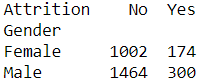 Attrition No Yes
Gender
Female 1002 174
Male 1464 300